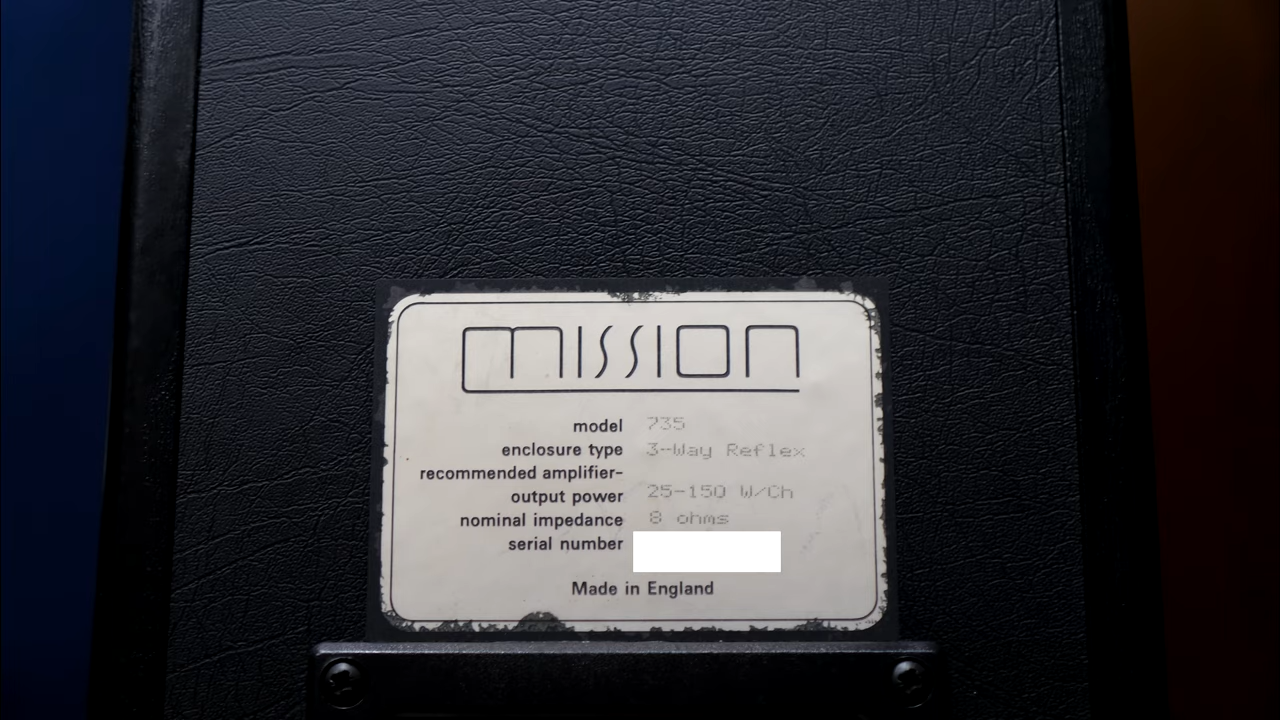 mission
model 735
enclosure type 3-Way Reflex
recommended amplifier-
output power 25-150 W/Ch
nominal impedance 8 ohms
serial number
Made in England